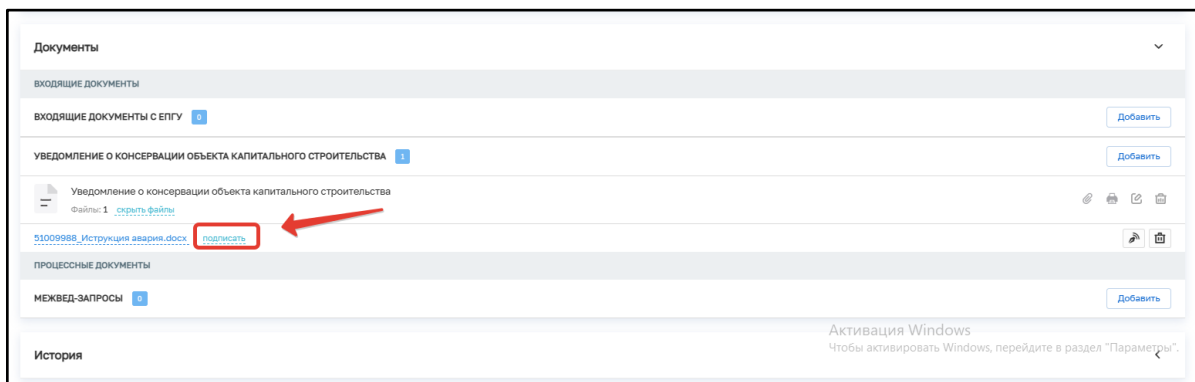 Документы
ВХОДЯЩИЕ ДОКУМЕНТЫ
ВХОДЯЩИЕ ДОКУМЕНТЫ С ЕПГУ 0 Добавить
УВЕДОМЛЕНИЕ О КОНСЕРВАЦИИ ОБЪЕКТА КАПИТАЛЬНОГО СТРОИТЕЛЬСТВА 1 Добавить
Уведомление о консервации объекта капитального строительства
Файлы: 1 скрыть файлы
51009988_Иструкция авария.docx подписать
ПРОЦЕССНЫЕ ДОКУМЕНТЫ
МЕЖВЕД-ЗАПРОСЫ 0 Добавить
Активация Windows
Чтобы активировать Windows, перейдите в раздел "Параметры".
История